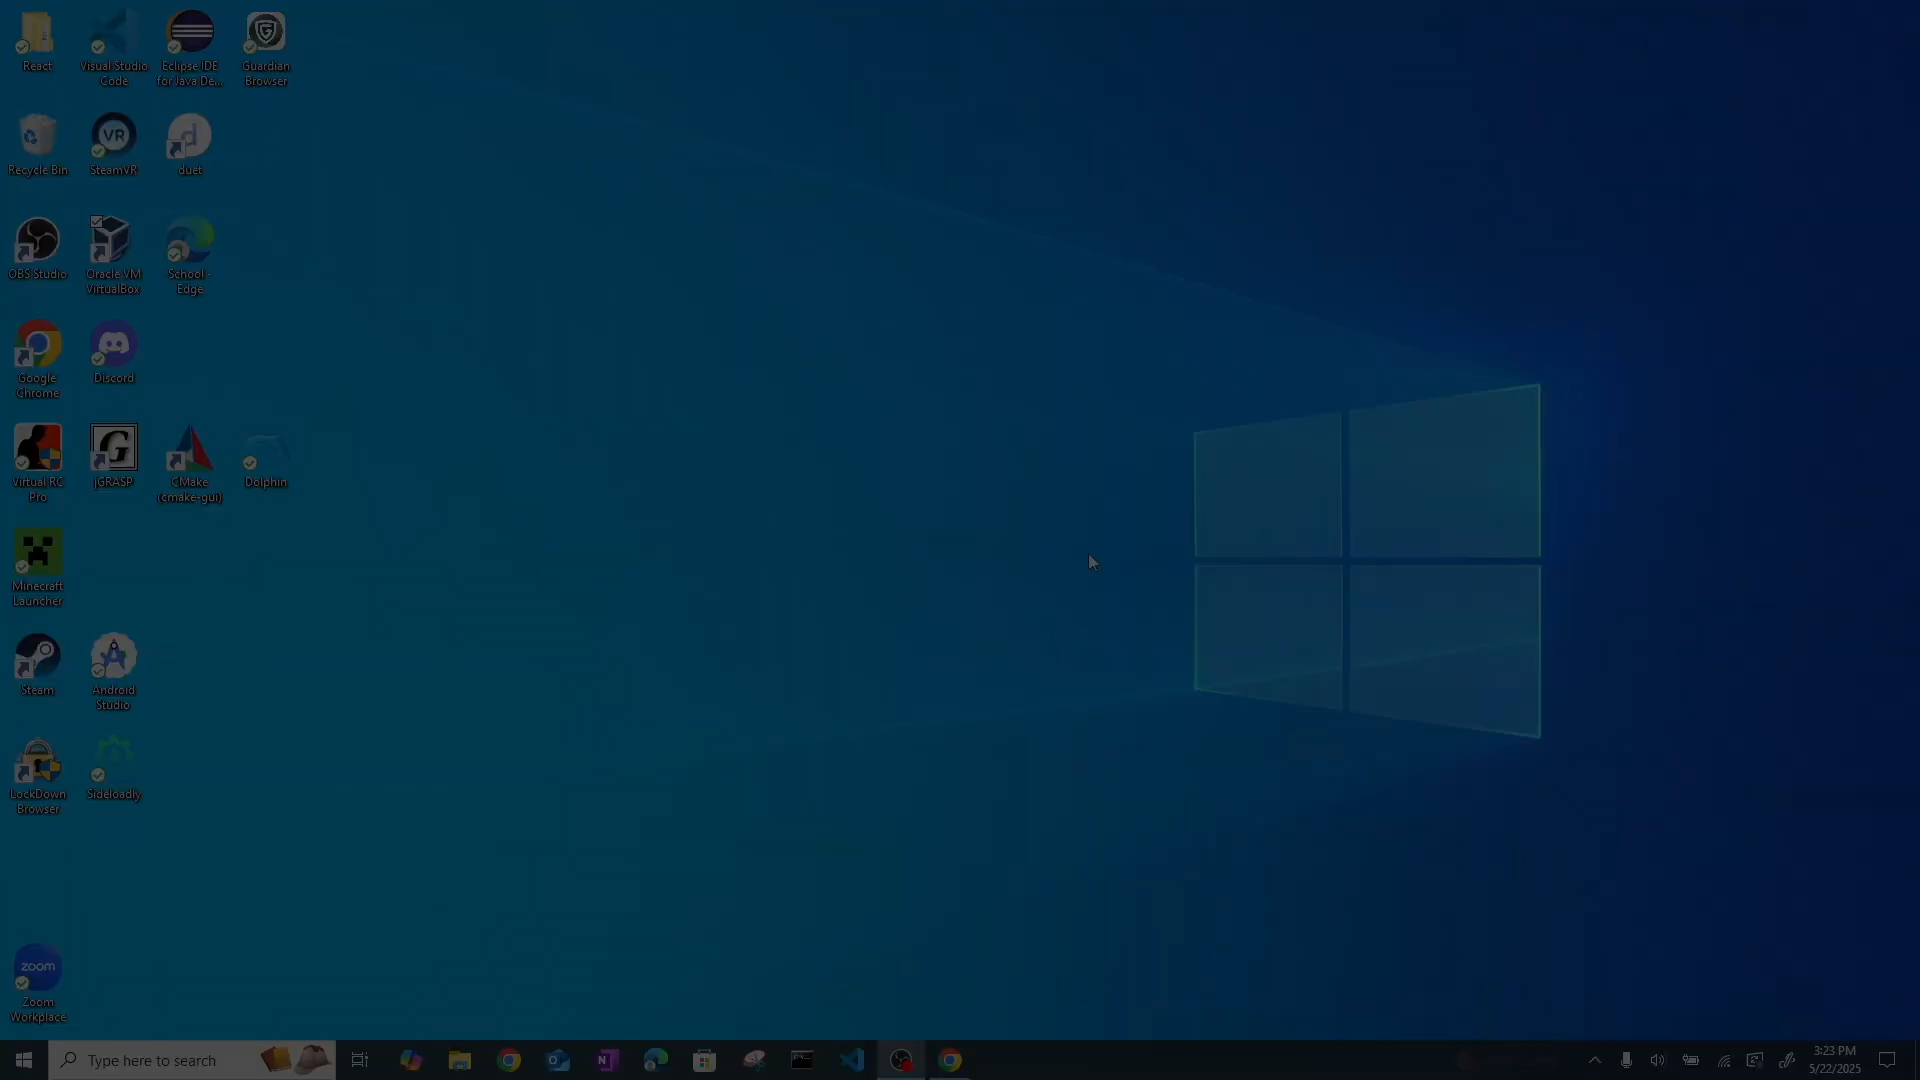 React
Visual Studio
Code
Eclipse IDE
for Java De...
Guardian
Browser
Recycle Bin
VR
SteamVR
d
duet
OBS Studio
Oracle VM
VirtualBox
School -
Edge
Google
Chrome
Discord
Virtual RC
Pro
G
jGRASP
CMake
(cmake-gui)
Dolphin
Minecraft
Launcher
Steam
Android
Studio
LockDown
Browser
Sideloadly
zoom
Zoom
Workplace
Type here to search
3:23 PM
5/22/2025